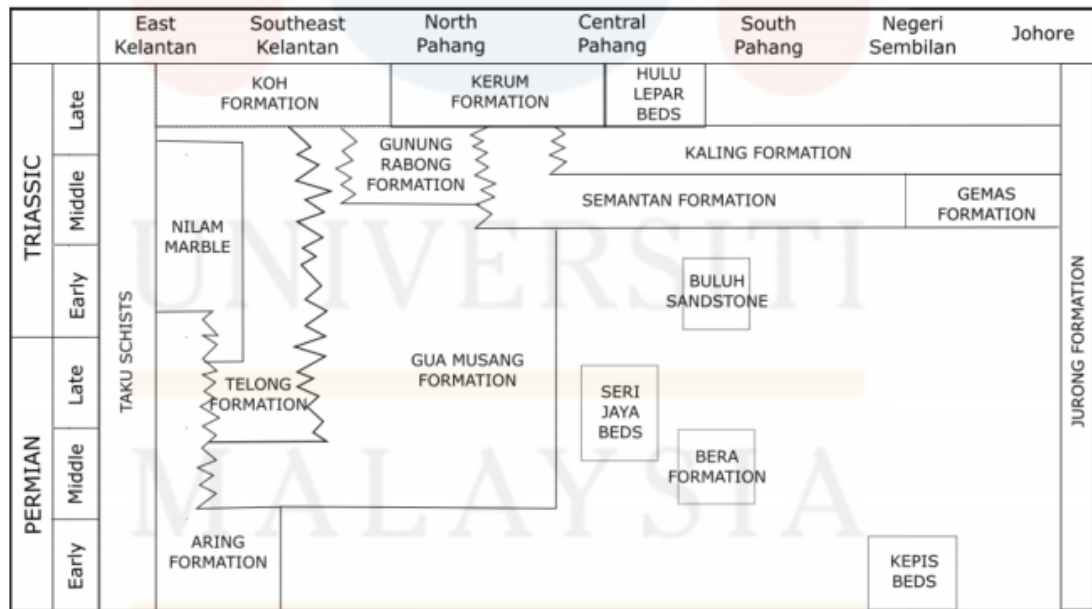 East
Kelantan
Southeast
Kelantan
North
Pahang
Central
Pahang
South
Pahang
Negeri
Sembilan
Johore
TRIASSIC
Late
Middle
Early
PERMIAN
Late
Middle
Early
TAKU SCHISTS
KOH
FORMATION
KERUM
FORMATION
HULU
LEPAR
BEDS
GUNUNG
RABONG
FORMATION
KALING FORMATION
SEMANTAN FORMATION
GEMAS
FORMATION
NILAM
MARBLE
BULUH
SANDSTONE
GUA MUSANG
FORMATION
TELONG
FORMATION
SERI
JAYA
BEDS
BERA
FORMATION
ARING
FORMATION
KEPIS
BEDS
JURONG FORMATION
UNIVERSITI
MALAYSIA